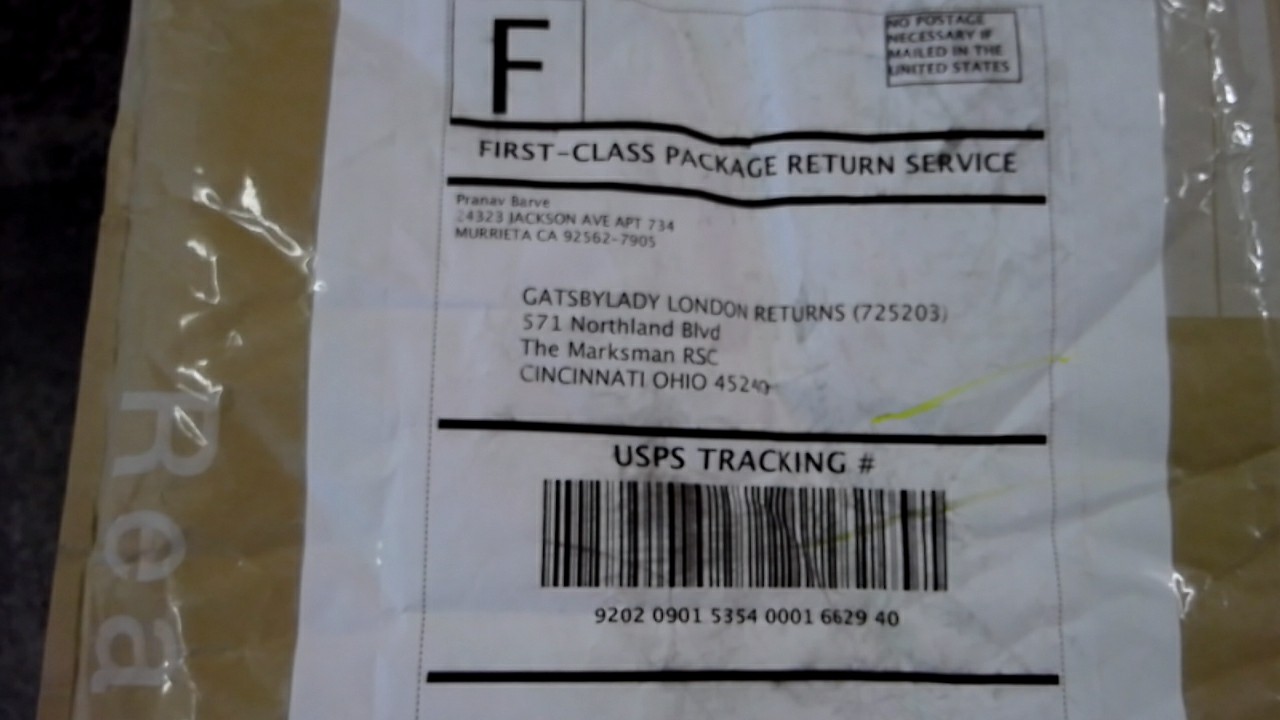 F
NO POSTAGE
NECESSARY IF
MAILED IN THE
UNITED STATES
FIRST-CLASS PACKAGE RETURN SERVICE
Pranav Barve
24323 JACKSON AVE APT 734
MURRIETA CA 92562-7905
GATSBYLADY LONDON RETURNS (725203)
571 Northland Blvd
The Marksman RSC
CINCINNATI OHIO 45240
USPS TRACKING #
9202 0901 5354 0001 6629 40
Rea